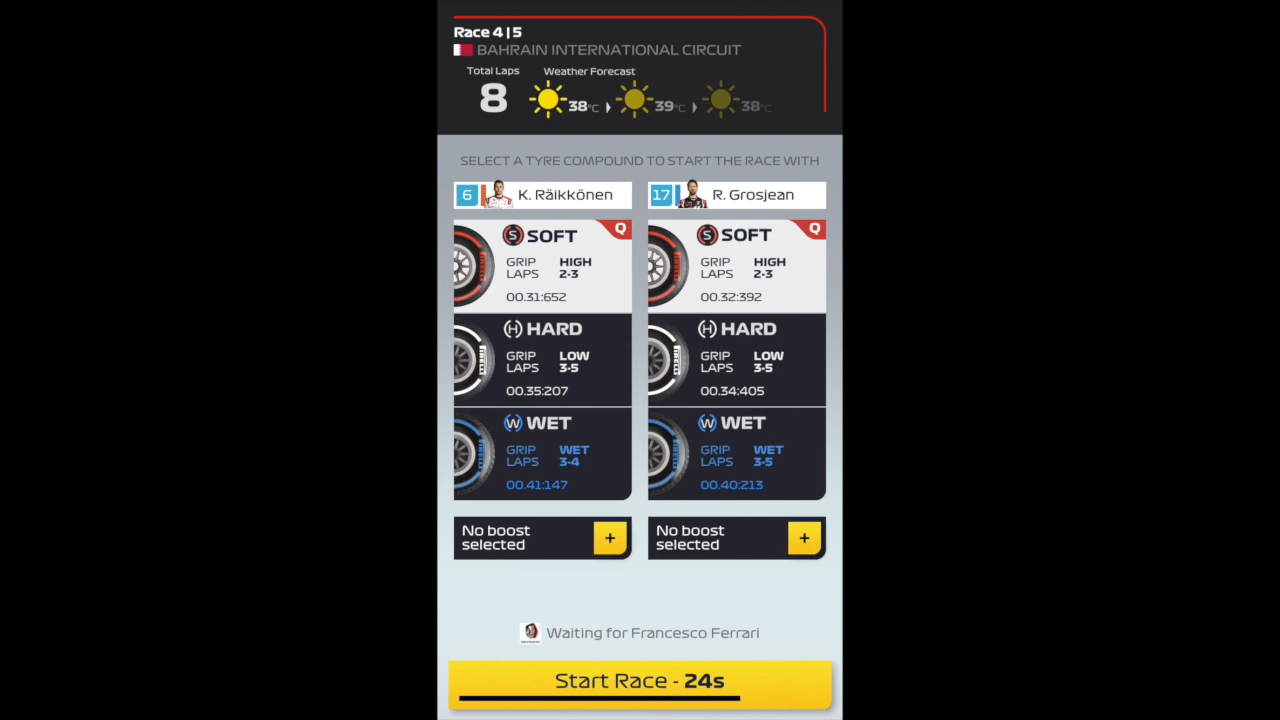 Race 4|5
BAHRAIN INTERNATIONAL CIRCUIT
Total Laps
Weather Forecast
8
38°C
39°C
38°C
SELECT A TYRE COMPOUND TO START THE RACE WITH
6 K. Räikkönen
S SOFT Q
GRIP HIGH
LAPS 2-3
00.31:652
H HARD
GRIP LOW
LAPS 3-5
00.35:207
W WET
GRIP WET
LAPS 3-4
00.41:147
No boost
selected
+
17 R. Grosjean
S SOFT Q
GRIP HIGH
LAPS 2-3
00.32:392
H HARD
GRIP LOW
LAPS 3-5
00.34:405
W WET
GRIP WET
LAPS 3-5
00.40:213
No boost
selected
+
Waiting for Francesco Ferrari
Start Race - 24s